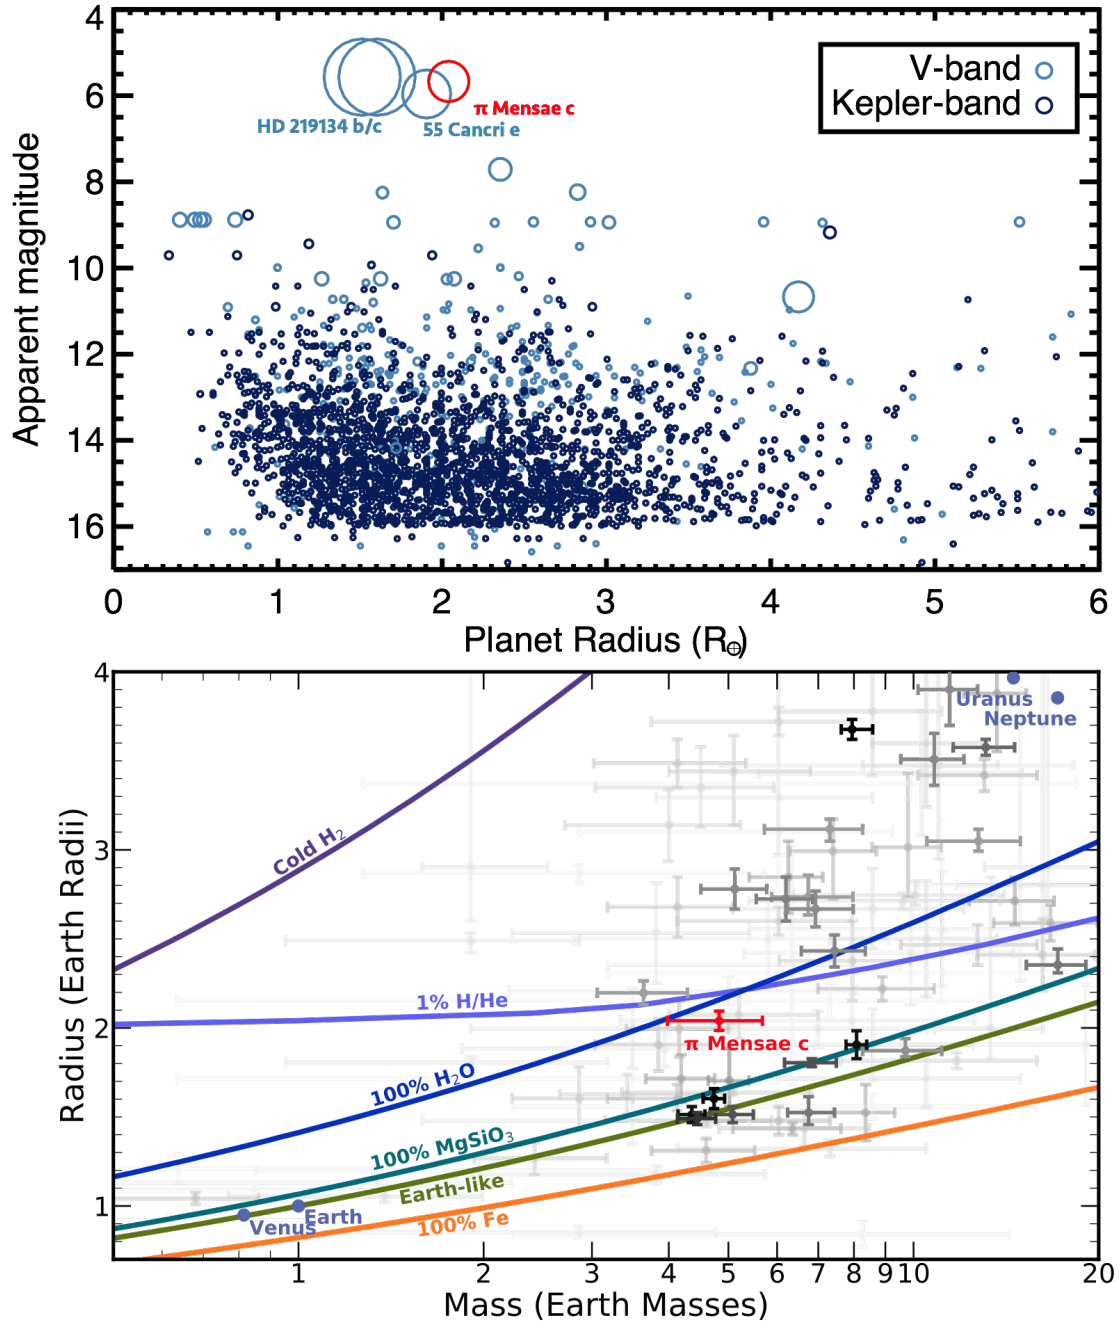 4
6
8
10
12
14
16
Apparent magnitude
V-band
Kepler-band
HD 219134 b/c
55 Cancri e
π Mensae c
0 1 2 3 4 5 6
Planet Radius (R⊕)
4
3
2
1
Radius (Earth Radii)
Uranus
Neptune
Cold H₂
1% H/He
π Mensae c
100% H₂O
100% MgSiO₃
Earth-like
Earth
Venus
100% Fe
1 2 3 4 5 6 7 8 9 10 20
Mass (Earth Masses)